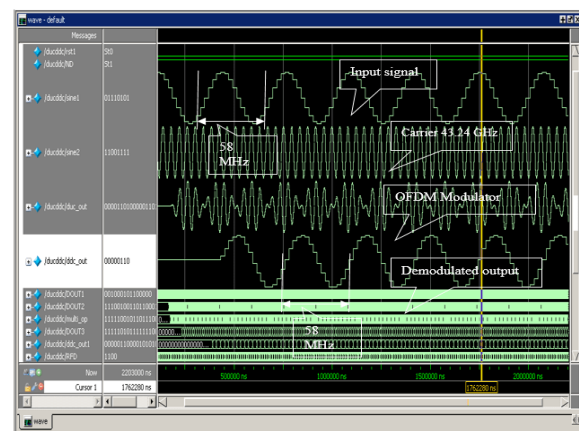 wave - default
Messages
/ducddc/rst1 St0
/ducddc/ND St1
/ducddc/sine1 01110101
/ducddc/sine2 11001111
/ducddc/duc_out 0000110100000110
/ducddc/ddc_out 00000110
/ducddc/DOUT1 001000101100000
/ducddc/DOUT2
/ducddc/multi_op
/ducddc/DOUT3
/ducddc/ddc_out1
/ducddc/RFD 1100
Input signal
58
MHz
Carrier 43.24 GHz
OFDM Modulator
Demodulated output
58
MHz
Now 2203000 ns
500000 ns 1000000 ns 1500000 ns 2000000 ns
Cursor 1 1762280 ns
1762280 ns
wave